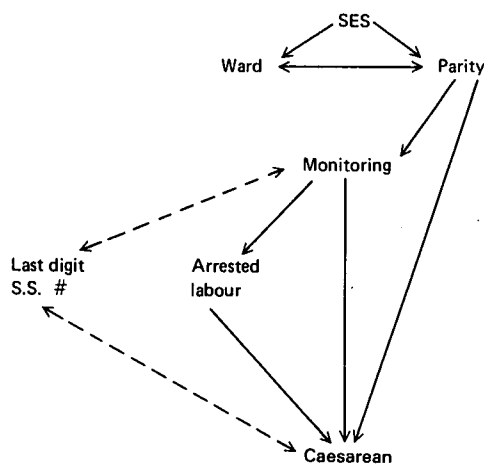 SES
Ward
Parity
Monitoring
Last digit
S.S. #
Arrested
labour
Caesarean